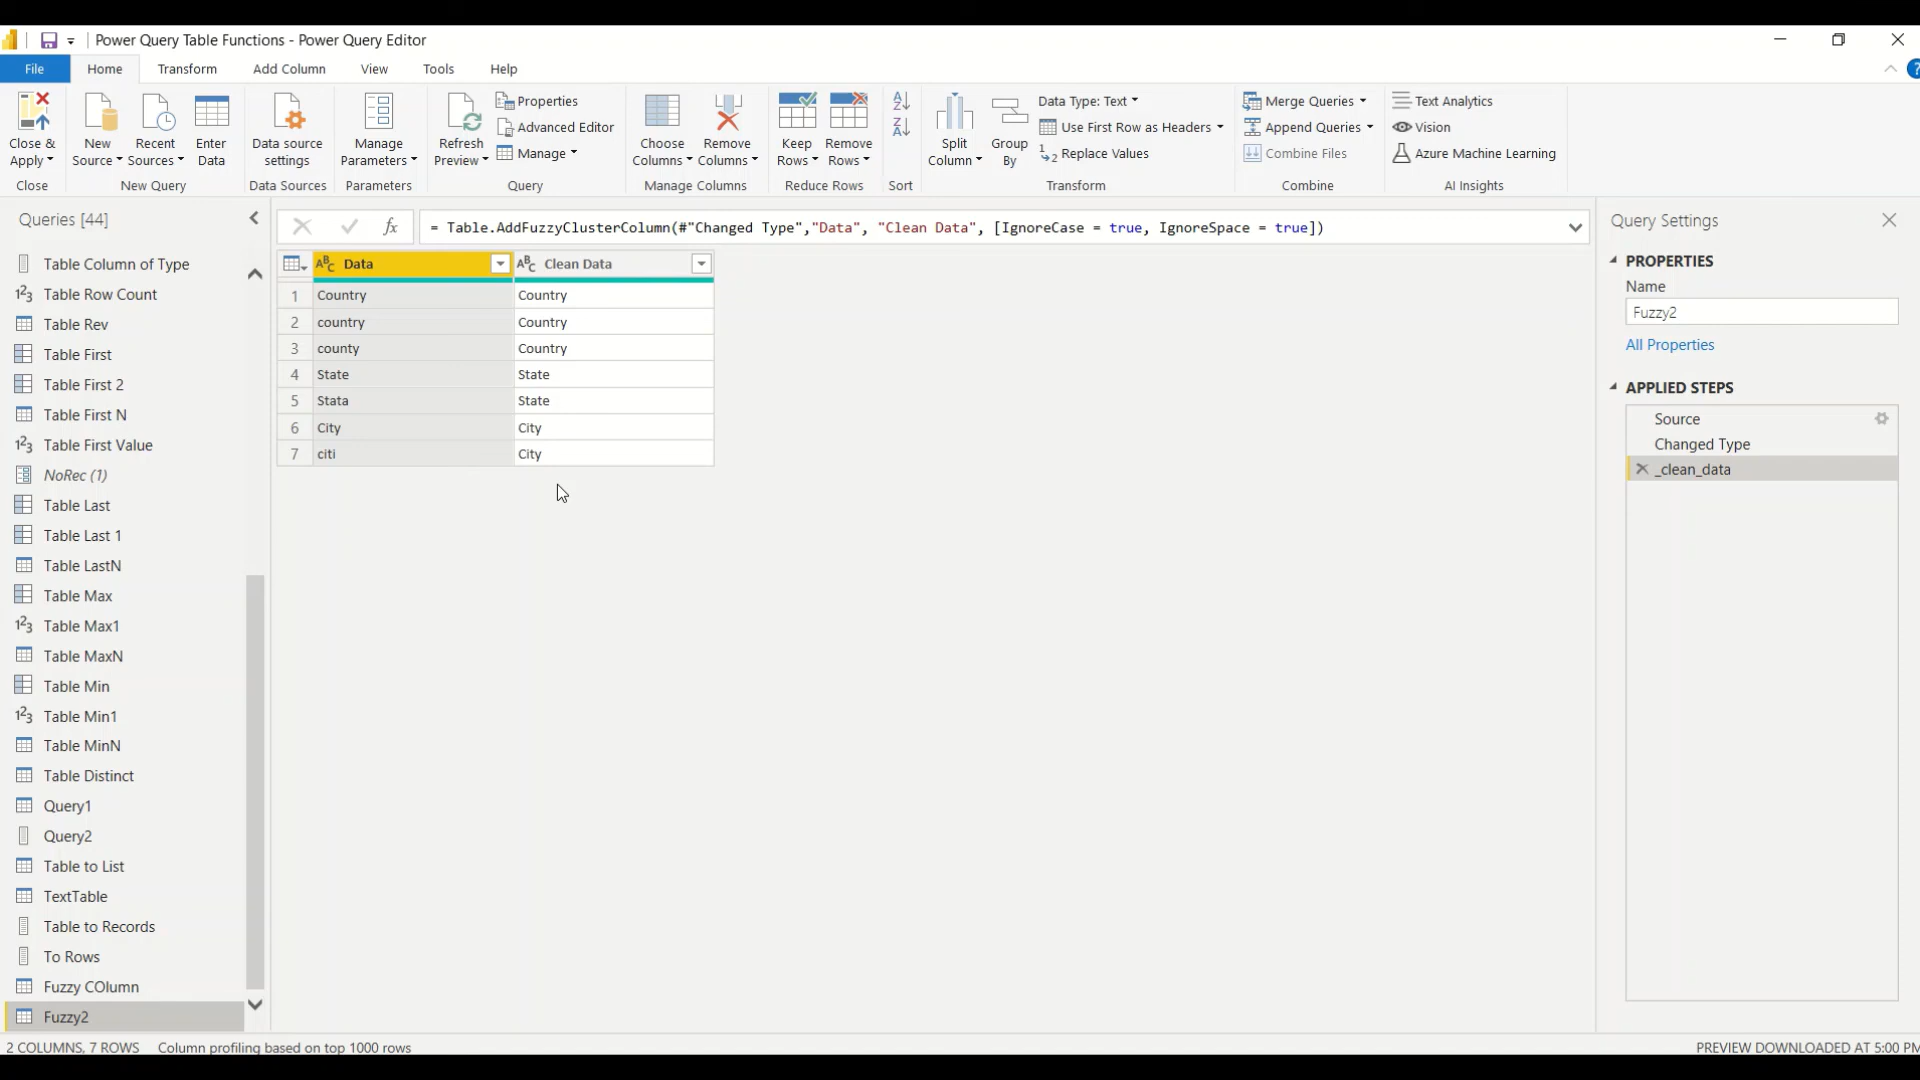 Power Query Table Functions - Power Query Editor
File Home Transform Add Column View Tools Help
Close & Apply
New Source
Recent Sources
Enter Data
Data source settings
Manage Parameters
Refresh Preview
Properties
Advanced Editor
Manage
Choose Columns
Remove Columns
Keep Rows
Remove Rows
Split Column
Group By
Data Type: Text
Use First Row as Headers
Replace Values
Merge Queries
Append Queries
Combine Files
Text Analytics
Vision
Azure Machine Learning
Close New Query Data Sources Parameters Query Manage Columns Reduce Rows Sort Transform Combine AI Insights
Queries [44]
Table Column of Type
Table Row Count
Table Rev
Table First
Table First 2
Table First N
Table First Value
NoRec (1)
Table Last
Table Last 1
Table LastN
Table Max
Table Max1
Table MaxN
Table Min
Table Min1
Table MinN
Table Distinct
Query1
Query2
Table to List
TextTable
Table to Records
To Rows
Fuzzy COlumn
Fuzzy2
fx = Table.AddFuzzyClusterColumn(#"Changed Type","Data", "Clean Data", [IgnoreCase = true, IgnoreSpace = true])
ABC Data ABC Clean Data
1 Country Country
2 country Country
3 county Country
4 State State
5 Stata State
6 City City
7 citi City
Query Settings
PROPERTIES
Name
Fuzzy2
All Properties
APPLIED STEPS
Source
Changed Type
_clean_data
2 COLUMNS, 7 ROWS Column profiling based on top 1000 rows
PREVIEW DOWNLOADED AT 5:00 PM